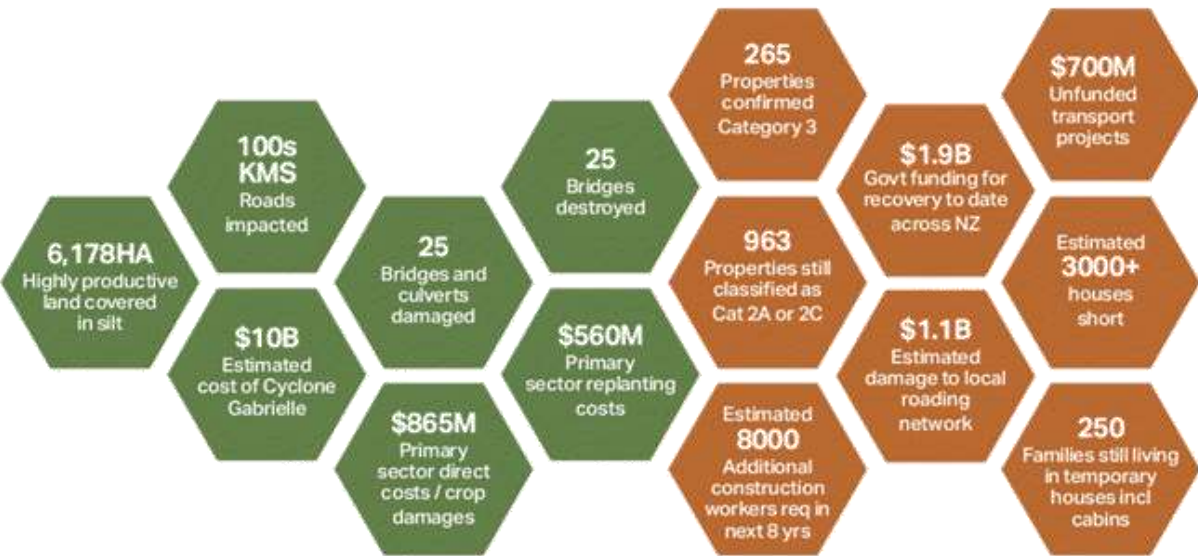 6,178HA
Highly productive
land covered
in silt
100s
KMS
Roads
impacted
$10B
Estimated
cost of Cyclone
Gabrielle
25
Bridges and
culverts
damaged
$865M
Primary
sector direct
costs / crop
damages
25
Bridges
destroyed
$560M
Primary
sector replanting
costs
265
Properties
confirmed
Category 3
963
Properties still
classified as
Cat 2A or 2C
Estimated
8000
Additional
construction
workers req in
next 8 yrs
$1.9B
Govt funding for
recovery to date
across NZ
$1.1B
Estimated
damage to local
roading
network
$700M
Unfunded
transport
projects
Estimated
3000+
houses
short
250
Families still living
in temporary
houses incl
cabins